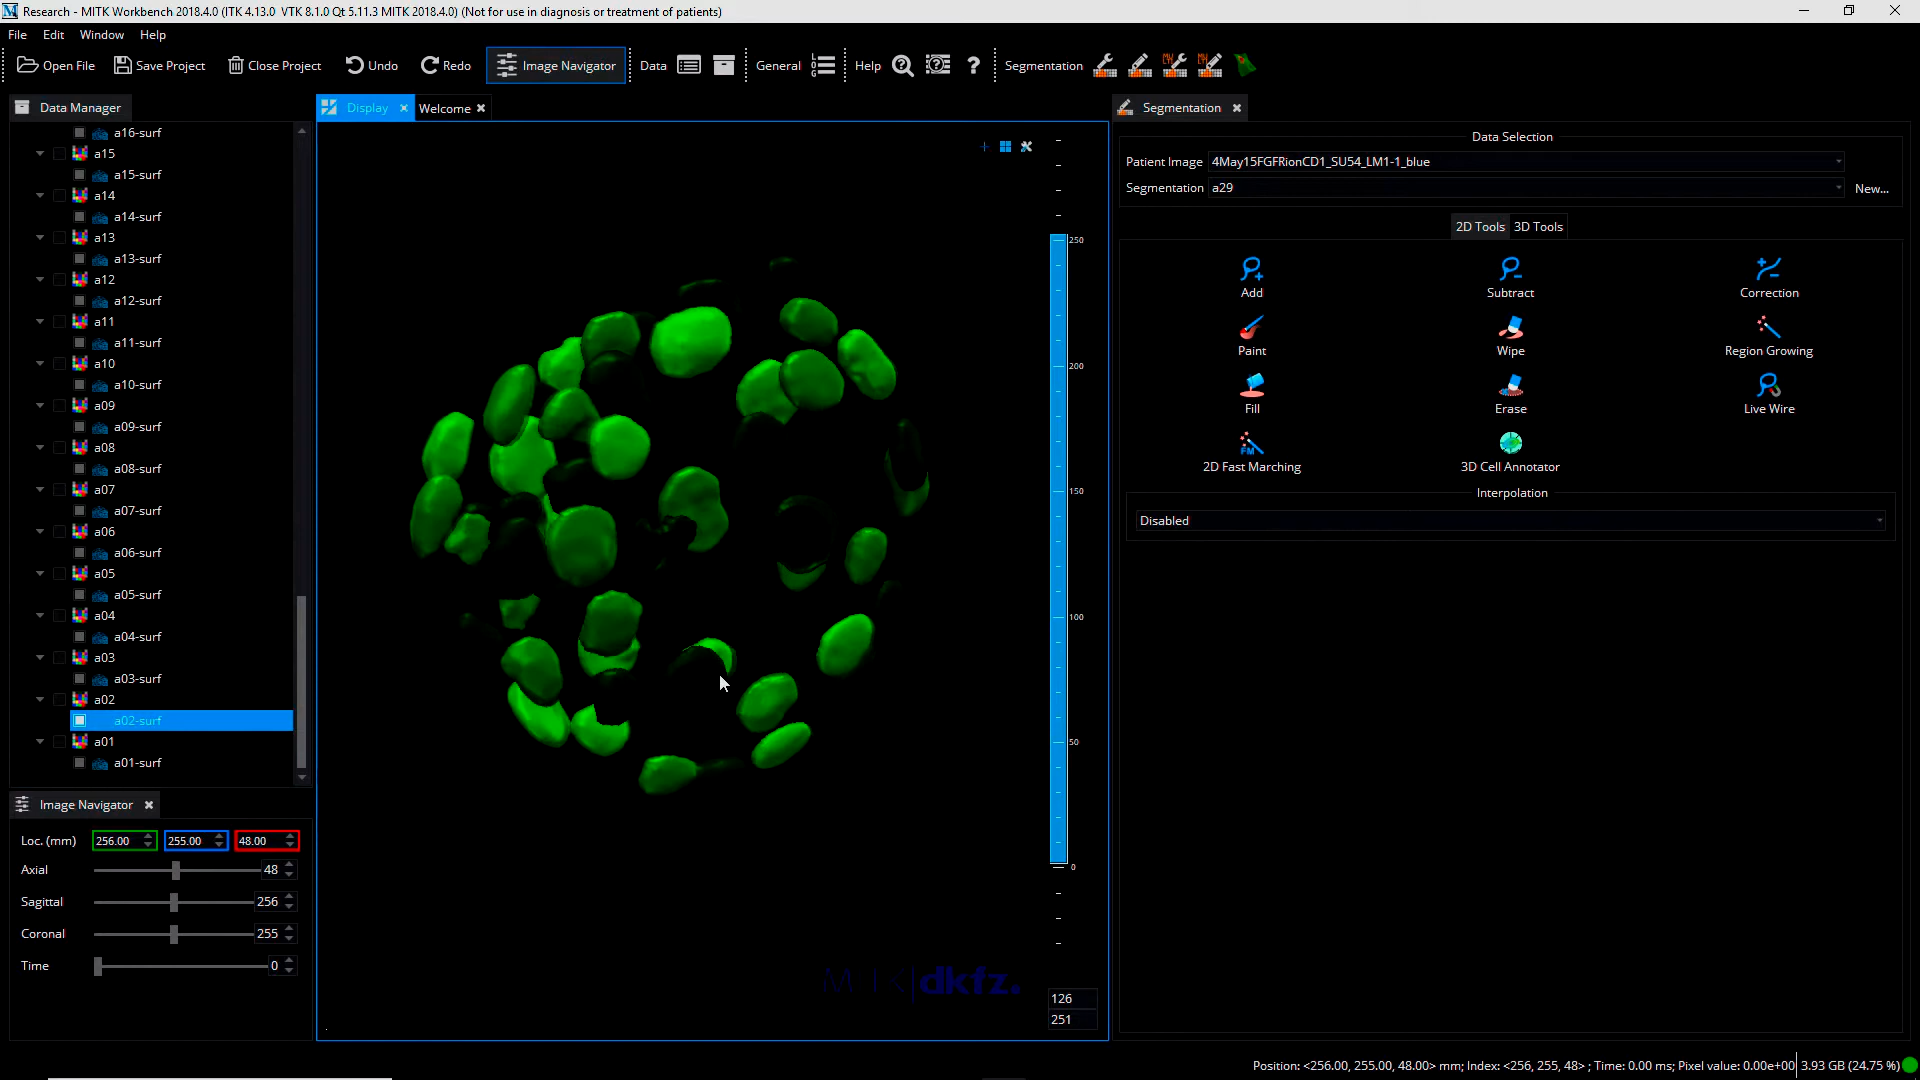 Research - MITK Workbench 2018.4.0 (ITK 4.13.0  VTK 8.1.0 Qt 5.11.3 MITK 2018.4.0) (Not for use in diagnosis or treatment of patients)
File Edit Window Help
Open File Save Project Close Project Undo Redo Image Navigator Data General LOG Help ? Segmentation
Data Manager
a16-surf
a15
a15-surf
a14
a14-surf
a13
a13-surf
a12
a12-surf
a11
a11-surf
a10
a10-surf
a09
a09-surf
a08
a08-surf
a07
a07-surf
a06
a06-surf
a05
a05-surf
a04
a04-surf
a03
a03-surf
a02
a02-surf
a01
a01-surf
Image Navigator
Loc. (mm) 256.00 255.00 48.00
Axial 48
Sagittal 256
Coronal 255
Time 0
Display Welcome
250
200
150
100
50
0
MITK|dkfz.
126
251
Segmentation
Data Selection
Patient Image 4May15FGFRionCD1_SU54_LM1-1_blue
Segmentation a29 New...
2D Tools 3D Tools
Add Subtract Correction
Paint Wipe Region Growing
Fill Erase Live Wire
FM
2D Fast Marching 3D Cell Annotator
Interpolation
Disabled
Position: <256.00, 255.00, 48.00> mm; Index: <256, 255, 48> ; Time: 0.00 ms; Pixel value: 0.00e+00 3.93 GB (24.75 %)